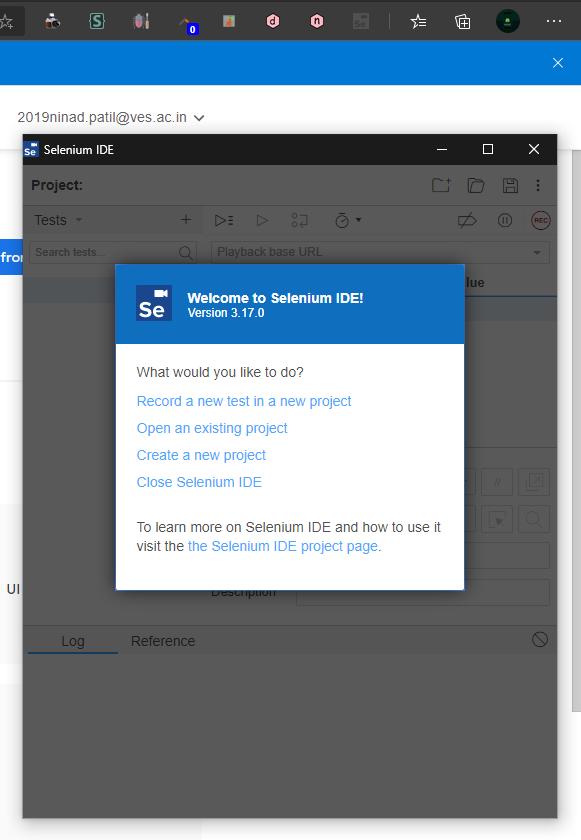 0
2019ninad.patil@ves.ac.in
Se Selenium IDE
Project:
Tests
REC
Search tests...
Playback base URL
from
lue
Se
Welcome to Selenium IDE!
Version 3.17.0
What would you like to do?
Record a new test in a new project
Open an existing project
Create a new project
Close Selenium IDE
//
To learn more on Selenium IDE and how to use it
visit the the Selenium IDE project page.
UI
Description
Log
Reference